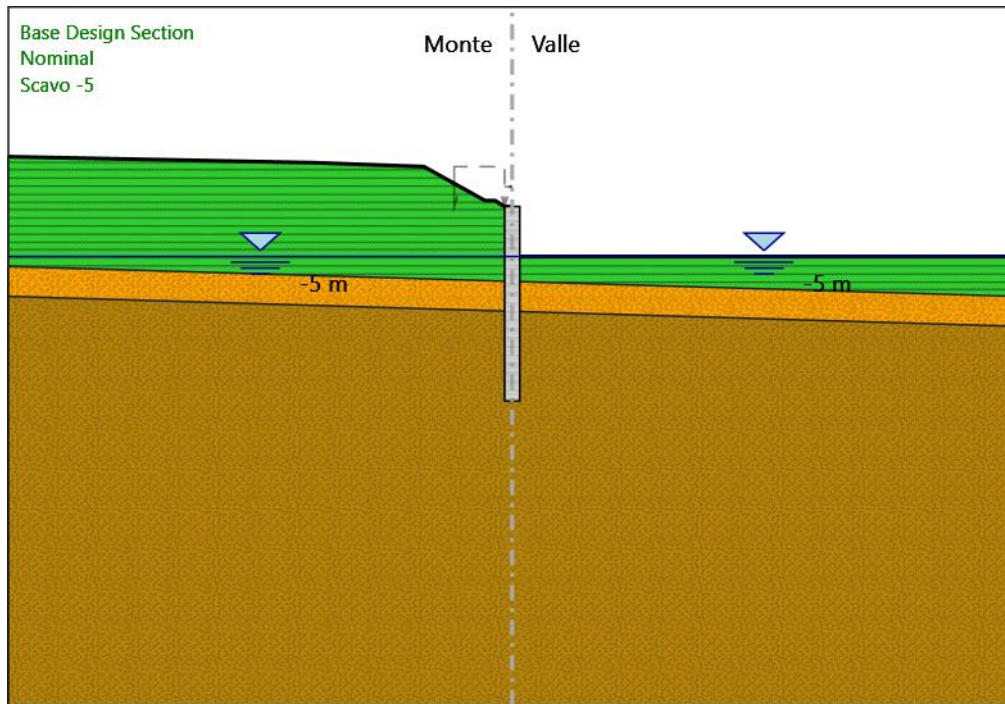 Base Design Section
Nominal
Scavo -5
Monte
Valle
-5 m
-5 m